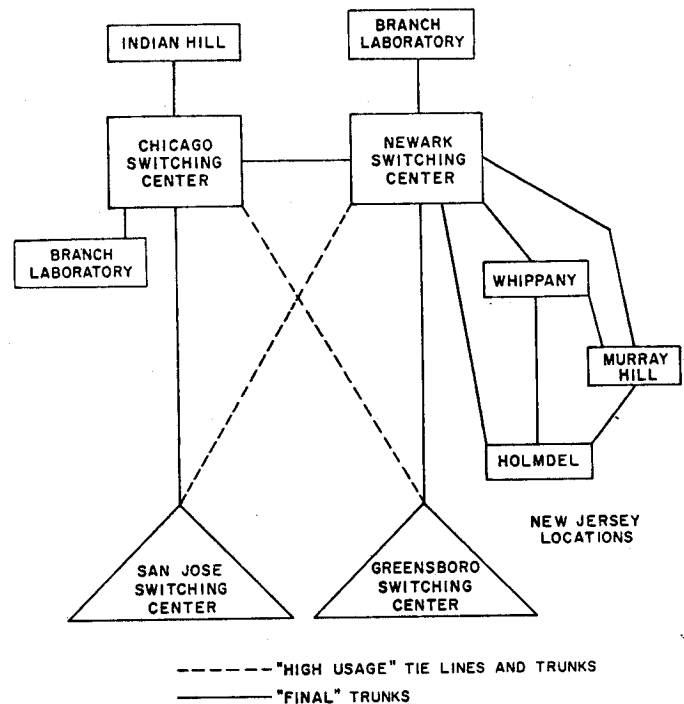 INDIAN HILL
BRANCH
LABORATORY
CHICAGO
SWITCHING
CENTER
NEWARK
SWITCHING
CENTER
BRANCH
LABORATORY
WHIPPANY
MURRAY
HILL
HOLMDEL
NEW JERSEY
LOCATIONS
SAN JOSE
SWITCHING
CENTER
GREENSBORO
SWITCHING
CENTER
"HIGH USAGE" TIE LINES AND TRUNKS
"FINAL" TRUNKS